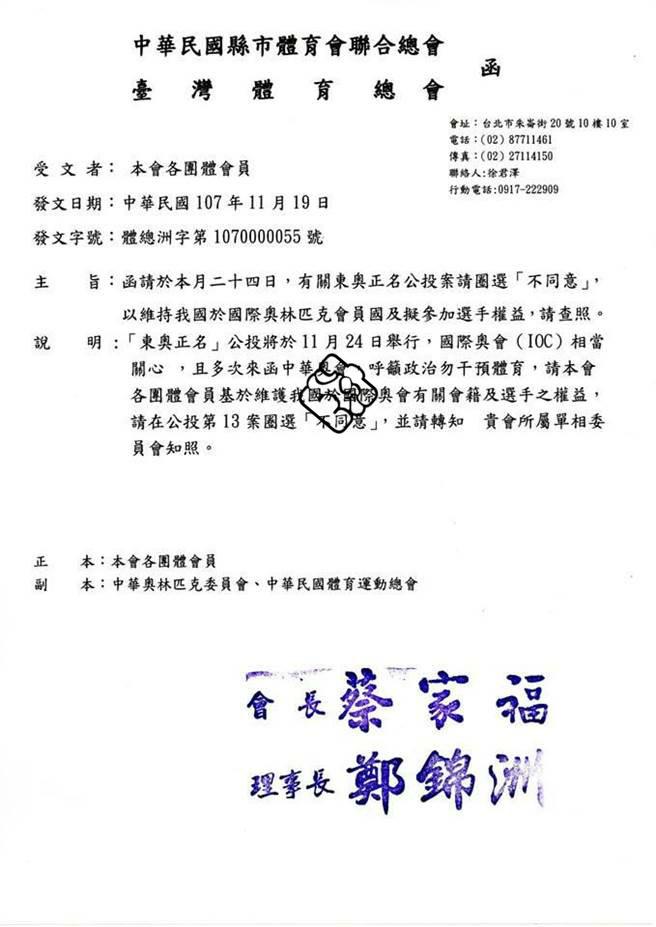 中華民國縣市體育會聯合總會
臺灣體育總會 函
會址：台北市朱崙街20號10樓10室
電話：(02) 87711461
傳真：(02) 27114150
聯絡人:徐君澤
行動電話:0917-222909
受文者： 本會各團體會員
發文日期：中華民國 107 年 11 月 19 日
發文字號：體總洲字第 1070000055 號
主 旨：函請於本月二十四日，有關東奧正名公投案請圈選「不同意」，
以維持我國於國際奧林匹克會員國及擬參加選手權益，請查照。
說 明：「東奧正名」公投將於 11 月 24 日舉行，國際奧會（IOC）相當
關心 ，且多次來函中華奧會，呼籲政治勿干預體育，請本會
各團體會員基於維護我國於國際奧會有關會籍及選手之權益，
請在公投第 13 案圈選「不同意」，並請轉知 貴會所屬單相委
員會知照。
正 本：本會各團體會員
副 本：中華奧林匹克委員會、中華民國體育運動總會
會長 蔡家福
理事長 鄭錦洲